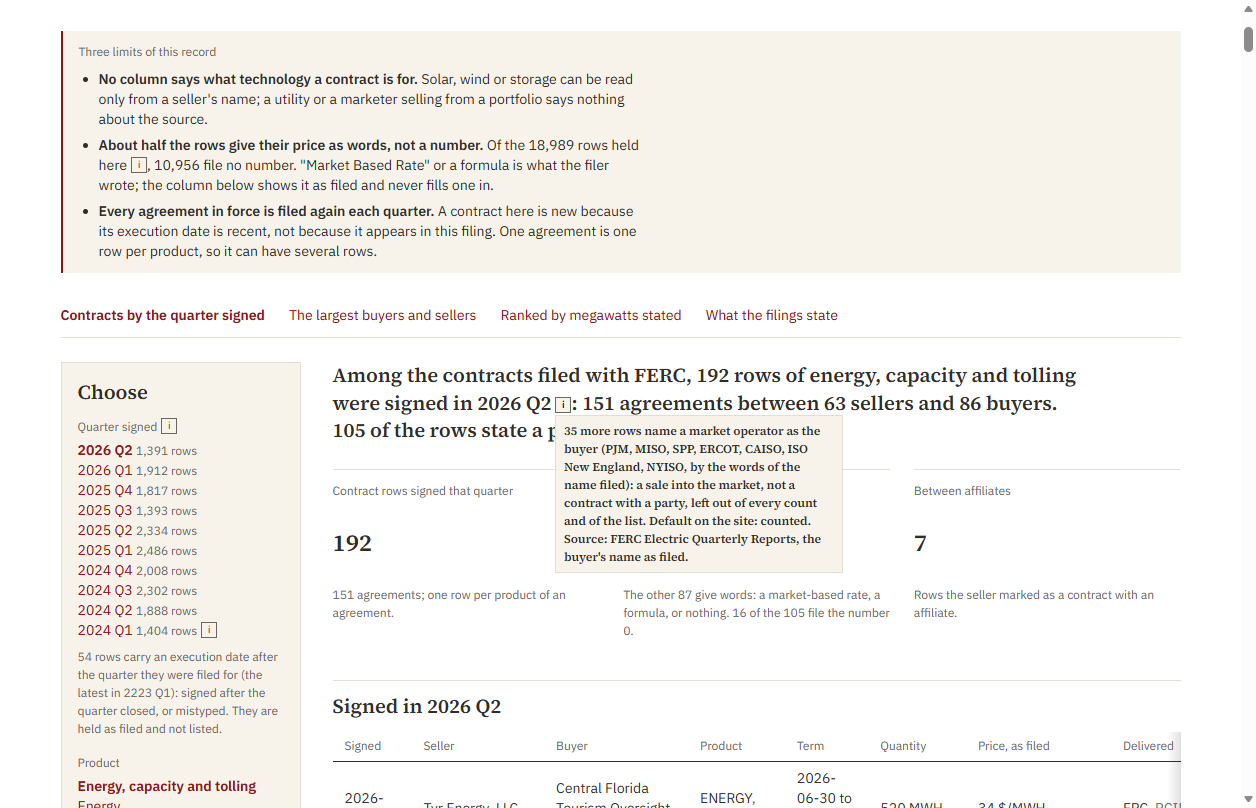 Three limits of this record
No column says what technology a contract is for. Solar, wind or storage can be read
only from a seller's name; a utility or a marketer selling from a portfolio says nothing
about the source.
About half the rows give their price as words, not a number. Of the 18,989 rows held
here i, 10,956 file no number. "Market Based Rate" or a formula is what the filer
wrote; the column below shows it as filed and never fills one in.
Every agreement in force is filed again each quarter. A contract here is new because
its execution date is recent, not because it appears in this filing. One agreement is one
row per product, so it can have several rows.
Contracts by the quarter signed The largest buyers and sellers Ranked by megawatts stated What the filings state
Choose
Quarter signed i
2026 Q2 1,391 rows
2026 Q1 1,912 rows
2025 Q4 1,817 rows
2025 Q3 1,393 rows
2025 Q2 2,334 rows
2025 Q1 2,486 rows
2024 Q4 2,008 rows
2024 Q3 2,302 rows
2024 Q2 1,888 rows
2024 Q1 1,404 rows i
54 rows carry an execution date after
the quarter they were filed for (the
latest in 2223 Q1): signed after the
quarter closed, or mistyped. They are
held as filed and not listed.
Product
Energy, capacity and tolling
Energy
Among the contracts filed with FERC, 192 rows of energy, capacity and tolling
were signed in 2026 Q2 i: 151 agreements between 63 sellers and 86 buyers.
105 of the rows state a
35 more rows name a market operator as the
buyer (PJM, MISO, SPP, ERCOT, CAISO, ISO
New England, NYISO, by the words of the
name filed): a sale into the market, not a
contract with a party, left out of every count
and of the list. Default on the site: counted.
Source: FERC Electric Quarterly Reports, the
buyer's name as filed.
Contract rows signed that quarter
192
151 agreements; one row per product of an
agreement.
The other 87 give words: a market-based rate, a
formula, or nothing. 16 of the 105 file the number
0.
Between affiliates
7
Rows the seller marked as a contract with an
affiliate.
Signed in 2026 Q2
Signed Seller Buyer Product Term Quantity Price, as filed Delivered
2026-
Tyr Energy, LLC
Central Florida
Tourism Oversight
ENERGY,
2026-
06-30 to
520 MWH
34 $/MWH